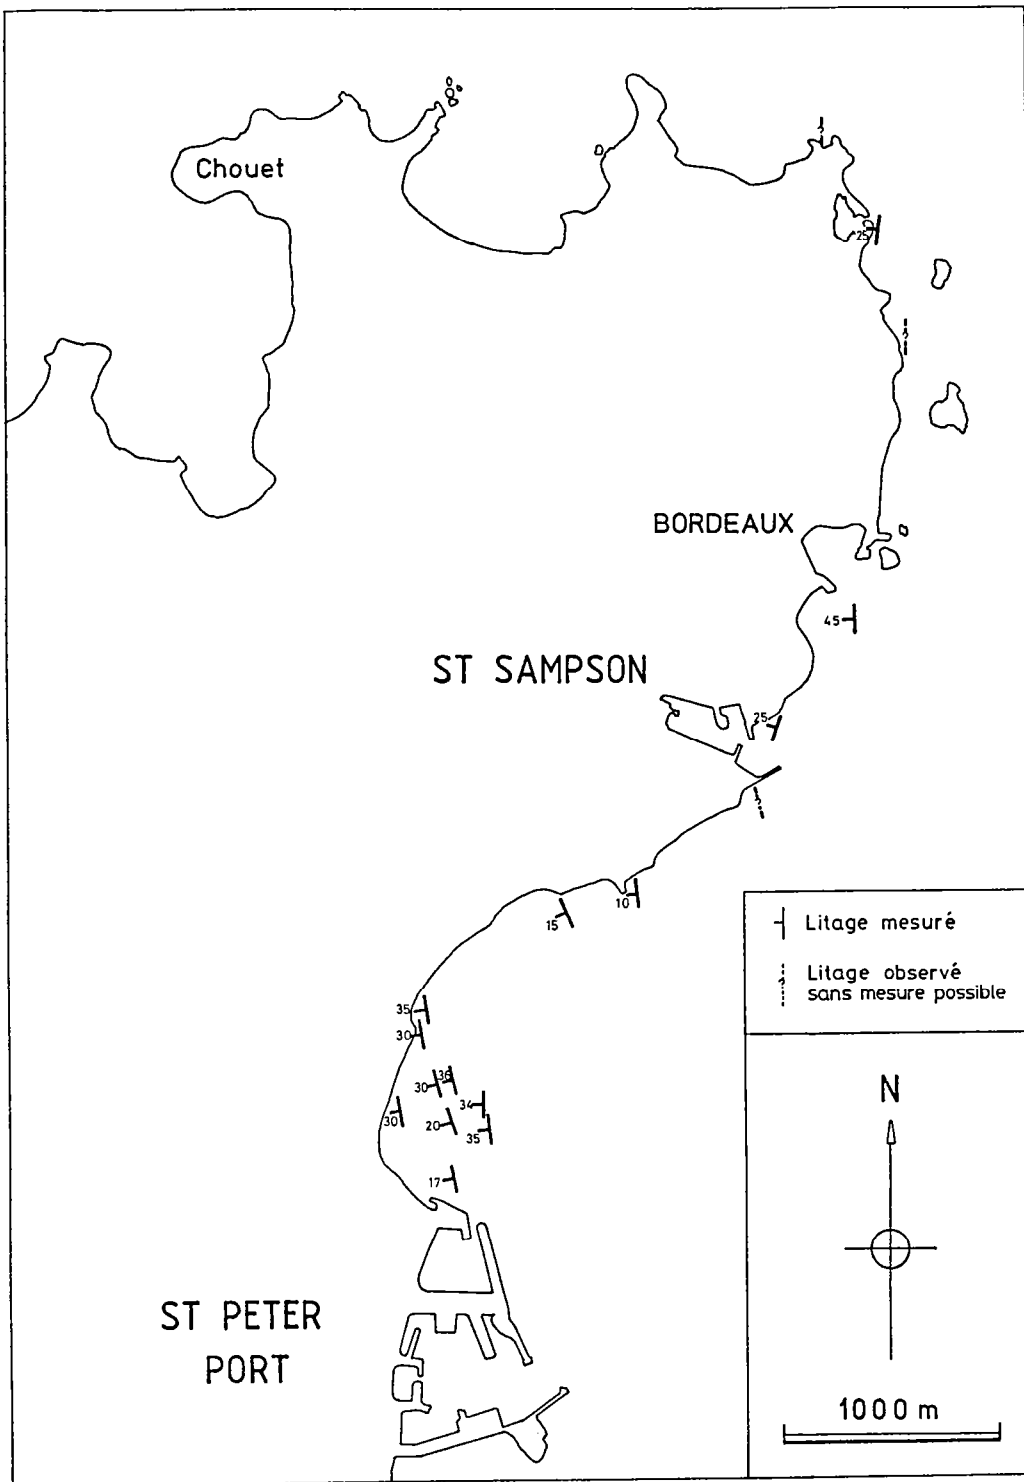 Chouet
25
BORDEAUX
45
ST SAMPSON
25
10
15
35
30
30
36
34
30
20
35
17
ST PETER
PORT
Litage mesuré
Litage observé
sans mesure possible
N
1000 m